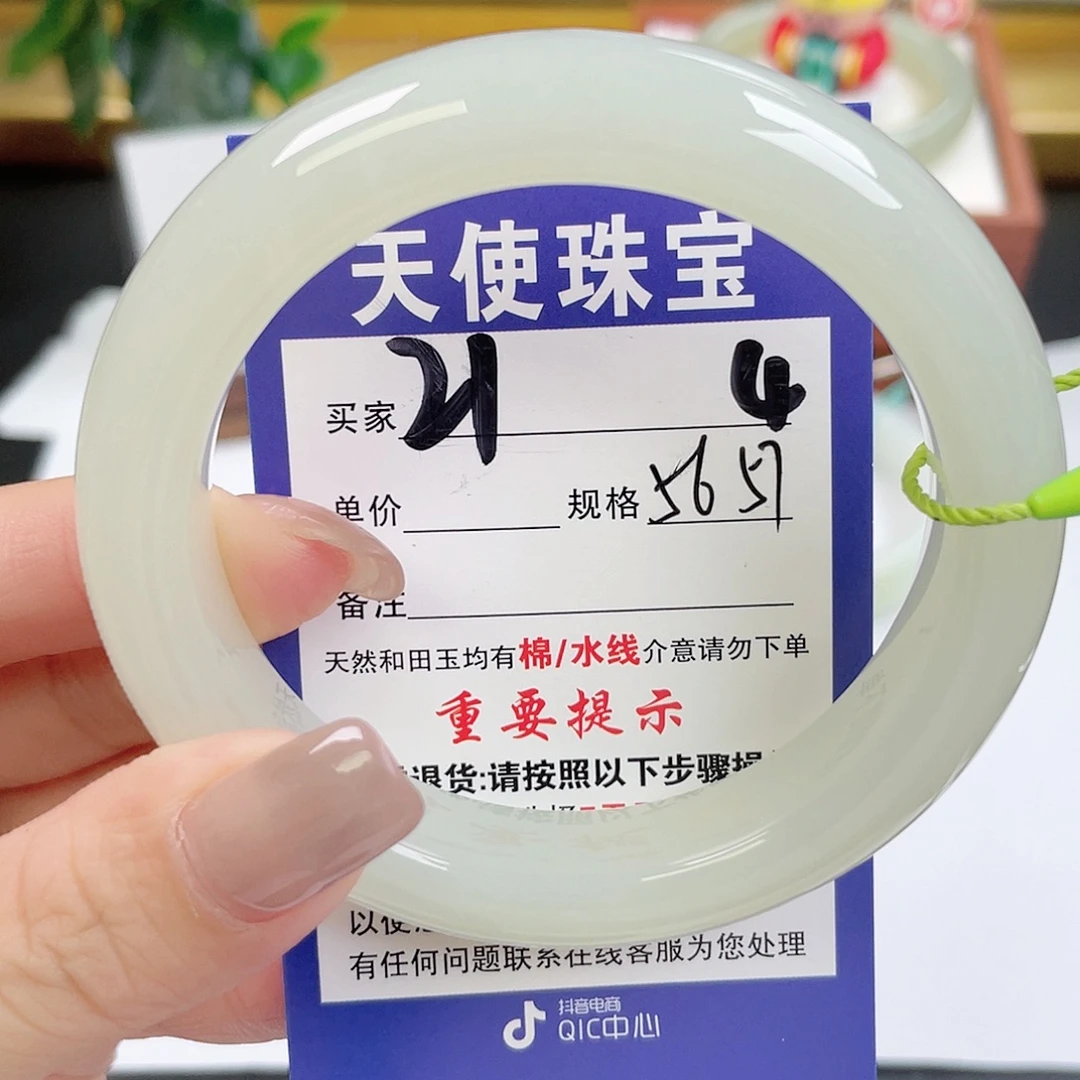 天使珠宝
买家 21 4
单价 规格 56 57
备注
天然和田玉均有棉/水线介意请勿下单
重要提示
退货:请按照以下步骤操
以便
有任何问题联系在线客服为您处理
抖音电商
QIC中心